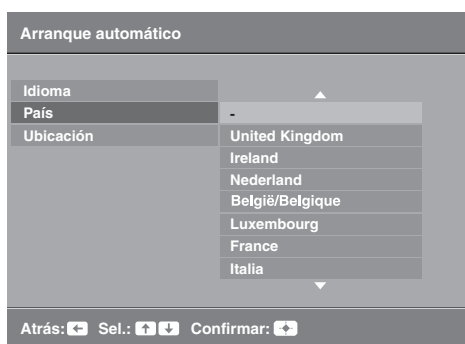 Arranque automático
Idioma
País
-
Ubicación
United Kingdom
Ireland
Nederland
België/Belgique
Luxembourg
France
Italia
Atrás: Sel.: Confirmar: